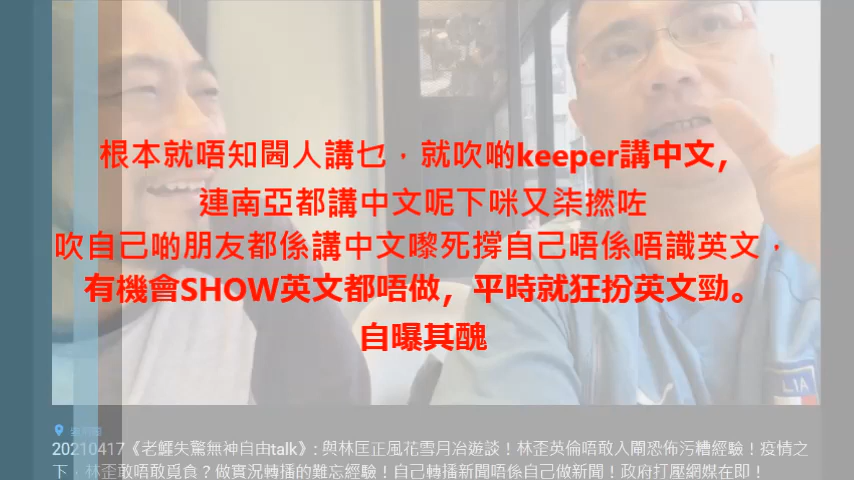 根本就唔知閪人講乜，就吹啲keeper講中文，
連南亞都講中文呢下咪又柒撚咗
吹自己啲朋友都係講中文嚟死撐自己唔係唔識英文，
有機會SHOW英文都唔做，平時就狂扮英文勁。
自曝其醜
LIA
20210417《老鱷失驚無神自由talk》: 與林匡正風花雪月冶遊談！林歪英倫唔敢入閘恐怖污糟經驗！疫情之
下，林歪敢唔敢覓食？做實況轉播的難忘經驗！自己轉播新聞唔係自己做新聞！政府打壓網媒在即！